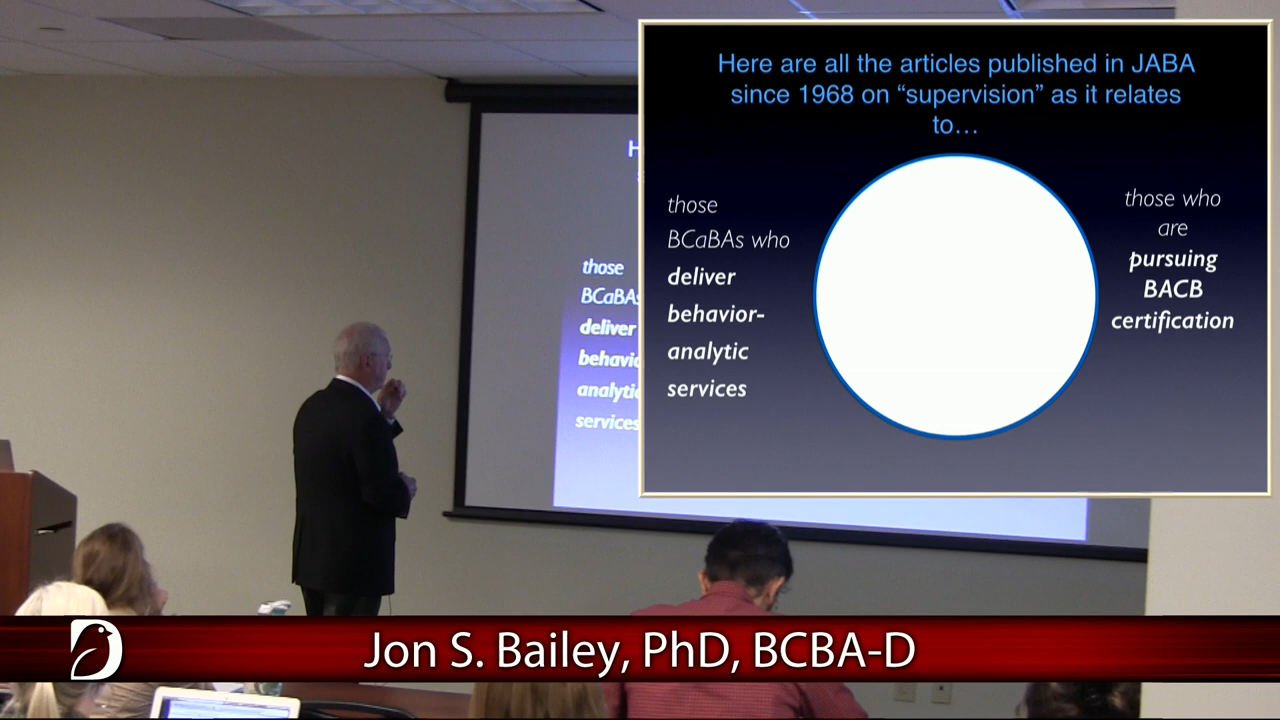 Here are all the articles published in JABA
since 1968 on “supervision” as it relates
to…
those
BCaBAs who
deliver
behavior-
analytic
services
those who
are
pursuing
BACB
certification
H
those
BCaBAs
deliver
behavio
analytic
services
Jon S. Bailey, PhD, BCBA-D